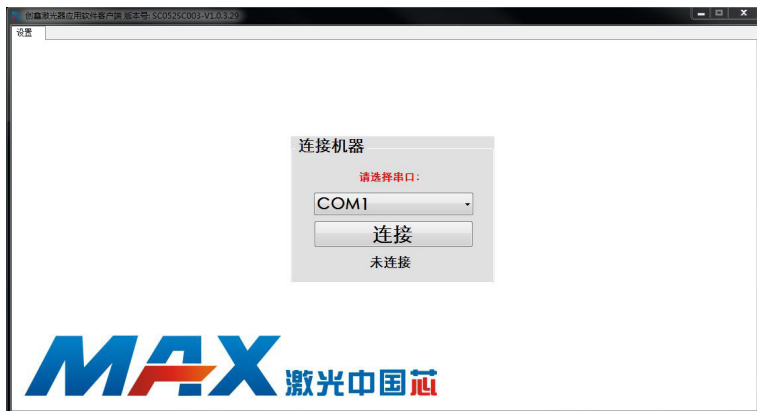 创鑫激光器应用软件客户端 版本号: SC052SC003-V1.0.3.29
设置
连接机器
请选择串口：
COM1
连接
未连接
MAX 激光中国芯